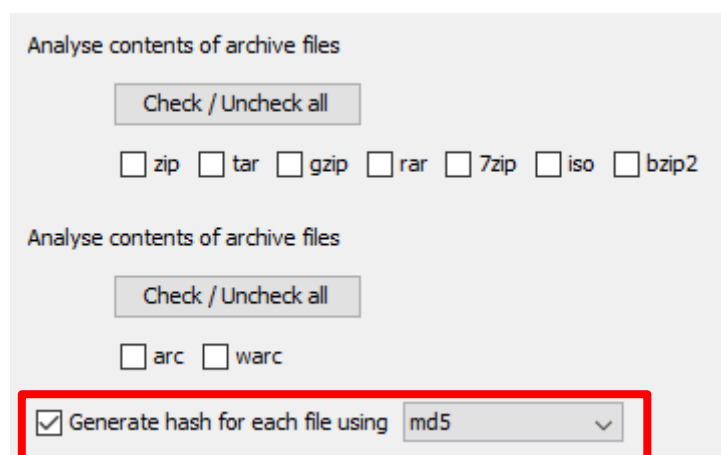 Analyse contents of archive files
Check / Uncheck all
zip tar gzip rar 7zip iso bzip2
Analyse contents of archive files
Check / Uncheck all
arc warc
Generate hash for each file using md5